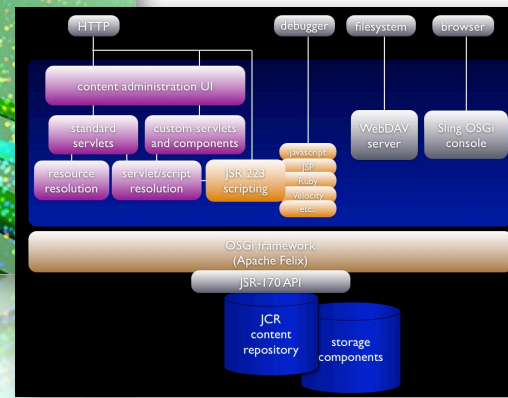 HTTP
debugger
filesystem
browser
content administration UI
standard
servlets
custom servlets
and components
WebDAV
server
Sling OSGi
console
resource
resolution
servlet/script
resolution
JSR 223
scripting
javascript
JSP
Ruby
Velocity
etc..
OSGi framework
(Apache Felix)
JSR-170 API
JCR
content
repository
storage
components